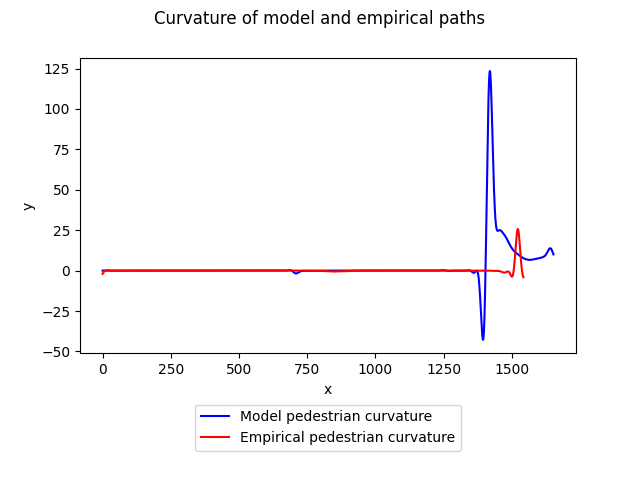 Curvature of model and empirical paths
125
100
75
50
25
0
−25
−50
y
0 250 500 750 1000 1250 1500
x
Model pedestrian curvature
Empirical pedestrian curvature